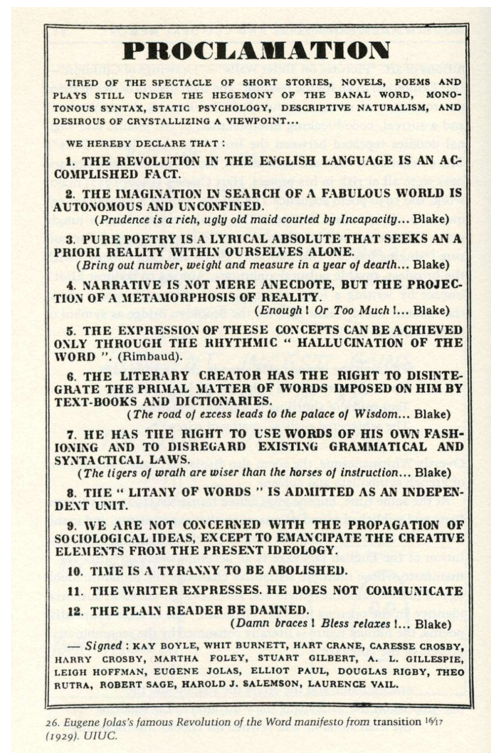 PROCLAMATION
TIRED OF THE SPECTACLE OF SHORT STORIES, NOVELS, POEMS AND
PLAYS STILL UNDER THE HEGEMONY OF THE BANAL WORD, MONO-
TONOUS SYNTAX, STATIC PSYCHOLOGY, DESCRIPTIVE NATURALISM, AND
DESIROUS OF CRYSTALLIZING A VIEWPOINT...
WE HEREBY DECLARE THAT :
1. THE REVOLUTION IN THE ENGLISH LANGUAGE IS AN AC-
COMPLISHED FACT.
2. THE IMAGINATION IN SEARCH OF A FABULOUS WORLD IS
AUTONOMOUS AND UNCONFINED.
(Prudence is a rich, ugly old maid courted by Incapacity... Blake)
3. PURE POETRY IS A LYRICAL ABSOLUTE THAT SEEKS AN A
PRIORI REALITY WITHIN OURSELVES ALONE.
(Bring out number, weight and measure in a year of dearth... Blake)
4. NARRATIVE IS NOT MERE ANECDOTE, BUT THE PROJEC-
TION OF A METAMORPHOSIS OF REALITY.
(Enough ! Or Too Much !... Blake)
5. THE EXPRESSION OF THESE CONCEPTS CAN BE ACHIEVED
ONLY THROUGH THE RHYTHMIC " HALLUCINATION OF THE
WORD ". (Rimbaud).
6. THE LITERARY CREATOR HAS THE RIGHT TO DISINTE-
GRATE THE PRIMAL MATTER OF WORDS IMPOSED ON HIM BY
TEXT-BOOKS AND DICTIONARIES.
(The road of excess leads to the palace of Wisdom... Blake)
7. HE HAS THE RIGHT TO USE WORDS OF HIS OWN FASH-
IONING AND TO DISREGARD EXISTING GRAMMATICAL AND
SYNTACTICAL LAWS.
(The tigers of wrath are wiser than the horses of instruction... Blake)
8. THE " LITANY OF WORDS " IS ADMITTED AS AN INDEPEN-
DENT UNIT.
9. WE ARE NOT CONCERNED WITH THE PROPAGATION OF
SOCIOLOGICAL IDEAS, EXCEPT TO EMANCIPATE THE CREATIVE
ELEMENTS FROM THE PRESENT IDEOLOGY.
10. TIME IS A TYRANNY TO BE ABOLISHED.
11. THE WRITER EXPRESSES. HE DOES NOT COMMUNICATE
12. THE PLAIN READER BE DAMNED.
(Damn braces ! Bless relaxes !... Blake)
— Signed : KAY BOYLE, WHIT BURNETT, HART CRANE, CARESSE CROSBY,
HARRY CROSBY, MARTHA FOLEY, STUART GILBERT, A. L. GILLESPIE,
LEIGH HOFFMAN, EUGENE JOLAS, ELLIOT PAUL, DOUGLAS RIGBY, THEO
RUTRA, ROBERT SAGE, HAROLD J. SALEMSON, LAURENCE VAIL.
26. Eugene Jolas's famous Revolution of the Word manifesto from transition 16/17
(1929). UIUC.